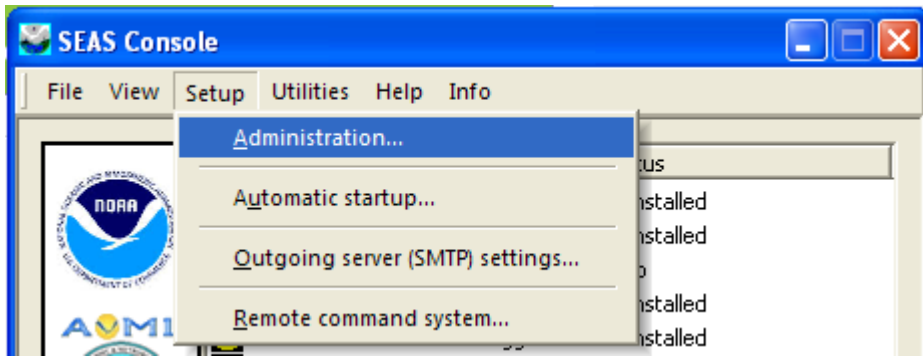 SEAS Console
File View Setup Utilities Help Info
Administration...
Automatic startup...
Outgoing server (SMTP) settings...
Remote command system...
NOAA